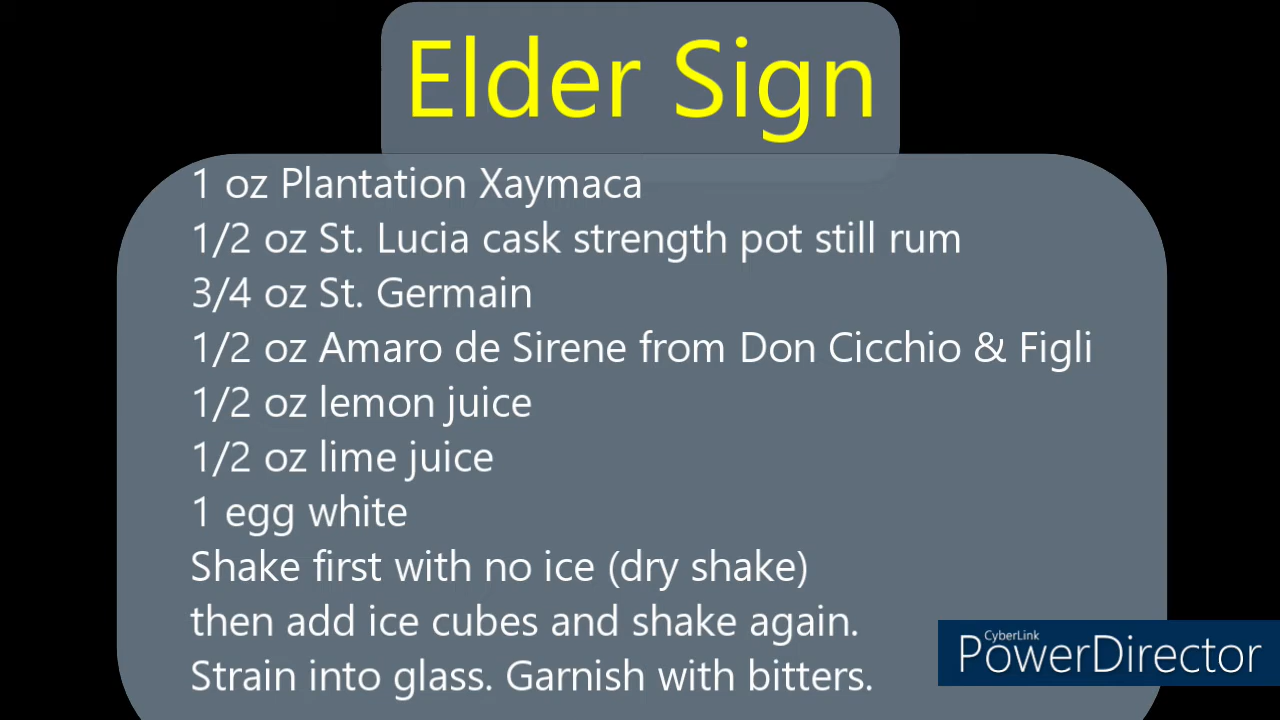 Elder Sign
1 oz Plantation Xaymaca
1/2 oz St. Lucia cask strength pot still rum
3/4 oz St. Germain
1/2 oz Amaro de Sirene from Don Cicchio & Figli
1/2 oz lemon juice
1/2 oz lime juice
1 egg white
Shake first with no ice (dry shake)
then add ice cubes and shake again.
Strain into glass. Garnish with bitters.
CyberLink
PowerDirector